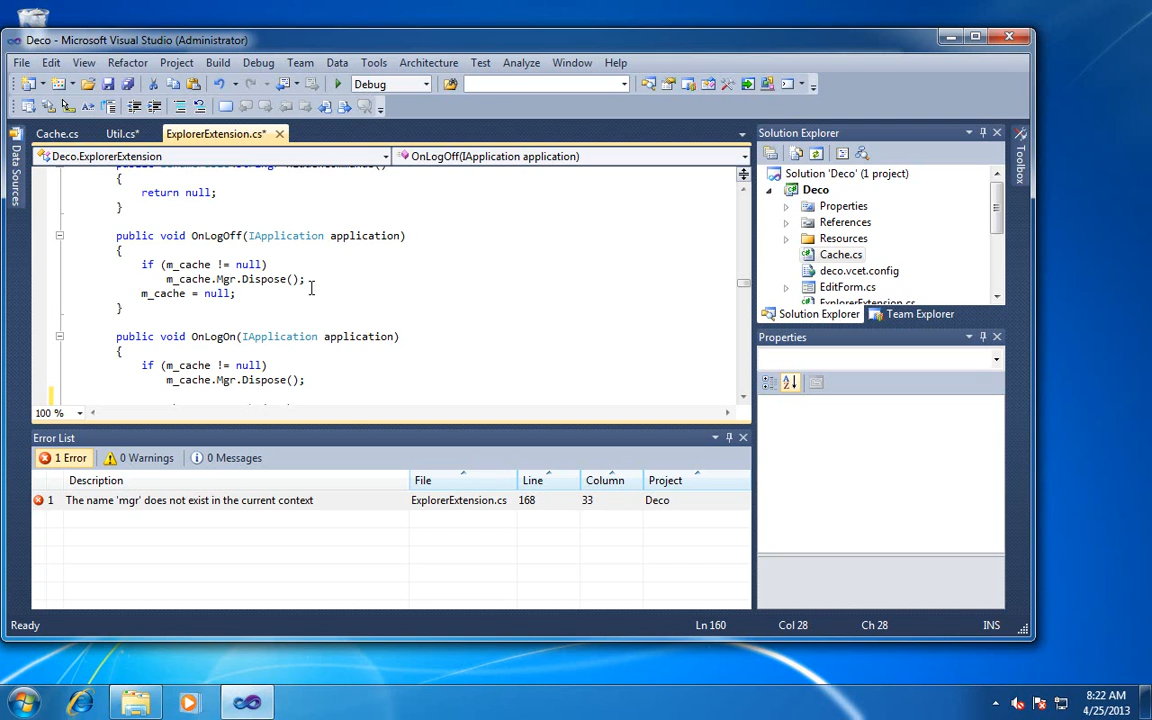 Deco - Microsoft Visual Studio (Administrator)
File Edit View Refactor Project Build Debug Team Data Tools Architecture Test Analyze Window Help
Debug
Cache.cs Util.cs* ExplorerExtension.cs*
Deco.ExplorerExtension OnLogOff(IApplication application)
{
return null;
}
public void OnLogOff(IApplication application)
{
if (m_cache != null)
m_cache.Mgr.Dispose();
m_cache = null;
}
public void OnLogOn(IApplication application)
{
if (m_cache != null)
m_cache.Mgr.Dispose();
100 %
Data Sources
Solution Explorer
Solution 'Deco' (1 project)
Deco
Properties
References
Resources
Cache.cs
deco.vcet.config
EditForm.cs
ExplorerExtension.cs
Solution Explorer Team Explorer
Properties
Toolbox
Error List
1 Error 0 Warnings 0 Messages
Description File Line Column Project
1 The name 'mgr' does not exist in the current context ExplorerExtension.cs 168 33 Deco
Ready Ln 160 Col 28 Ch 28 INS
8:22 AM
4/25/2013